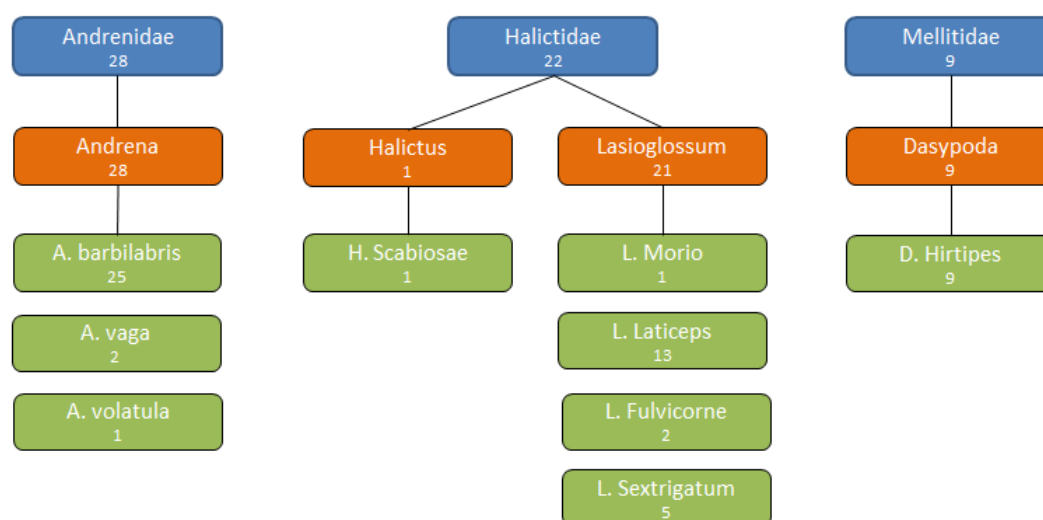 Andrenidae
28
Halictidae
22
Mellitidae
9
Andrena
28
Halictus
1
Lasioglossum
21
Dasypoda
9
A. barbilabris
25
H. Scabiosae
1
L. Morio
1
D. Hirtipes
9
A. vaga
2
L. Laticeps
13
A. volatula
1
L. Fulvicorne
2
L. Sextrigatum
5